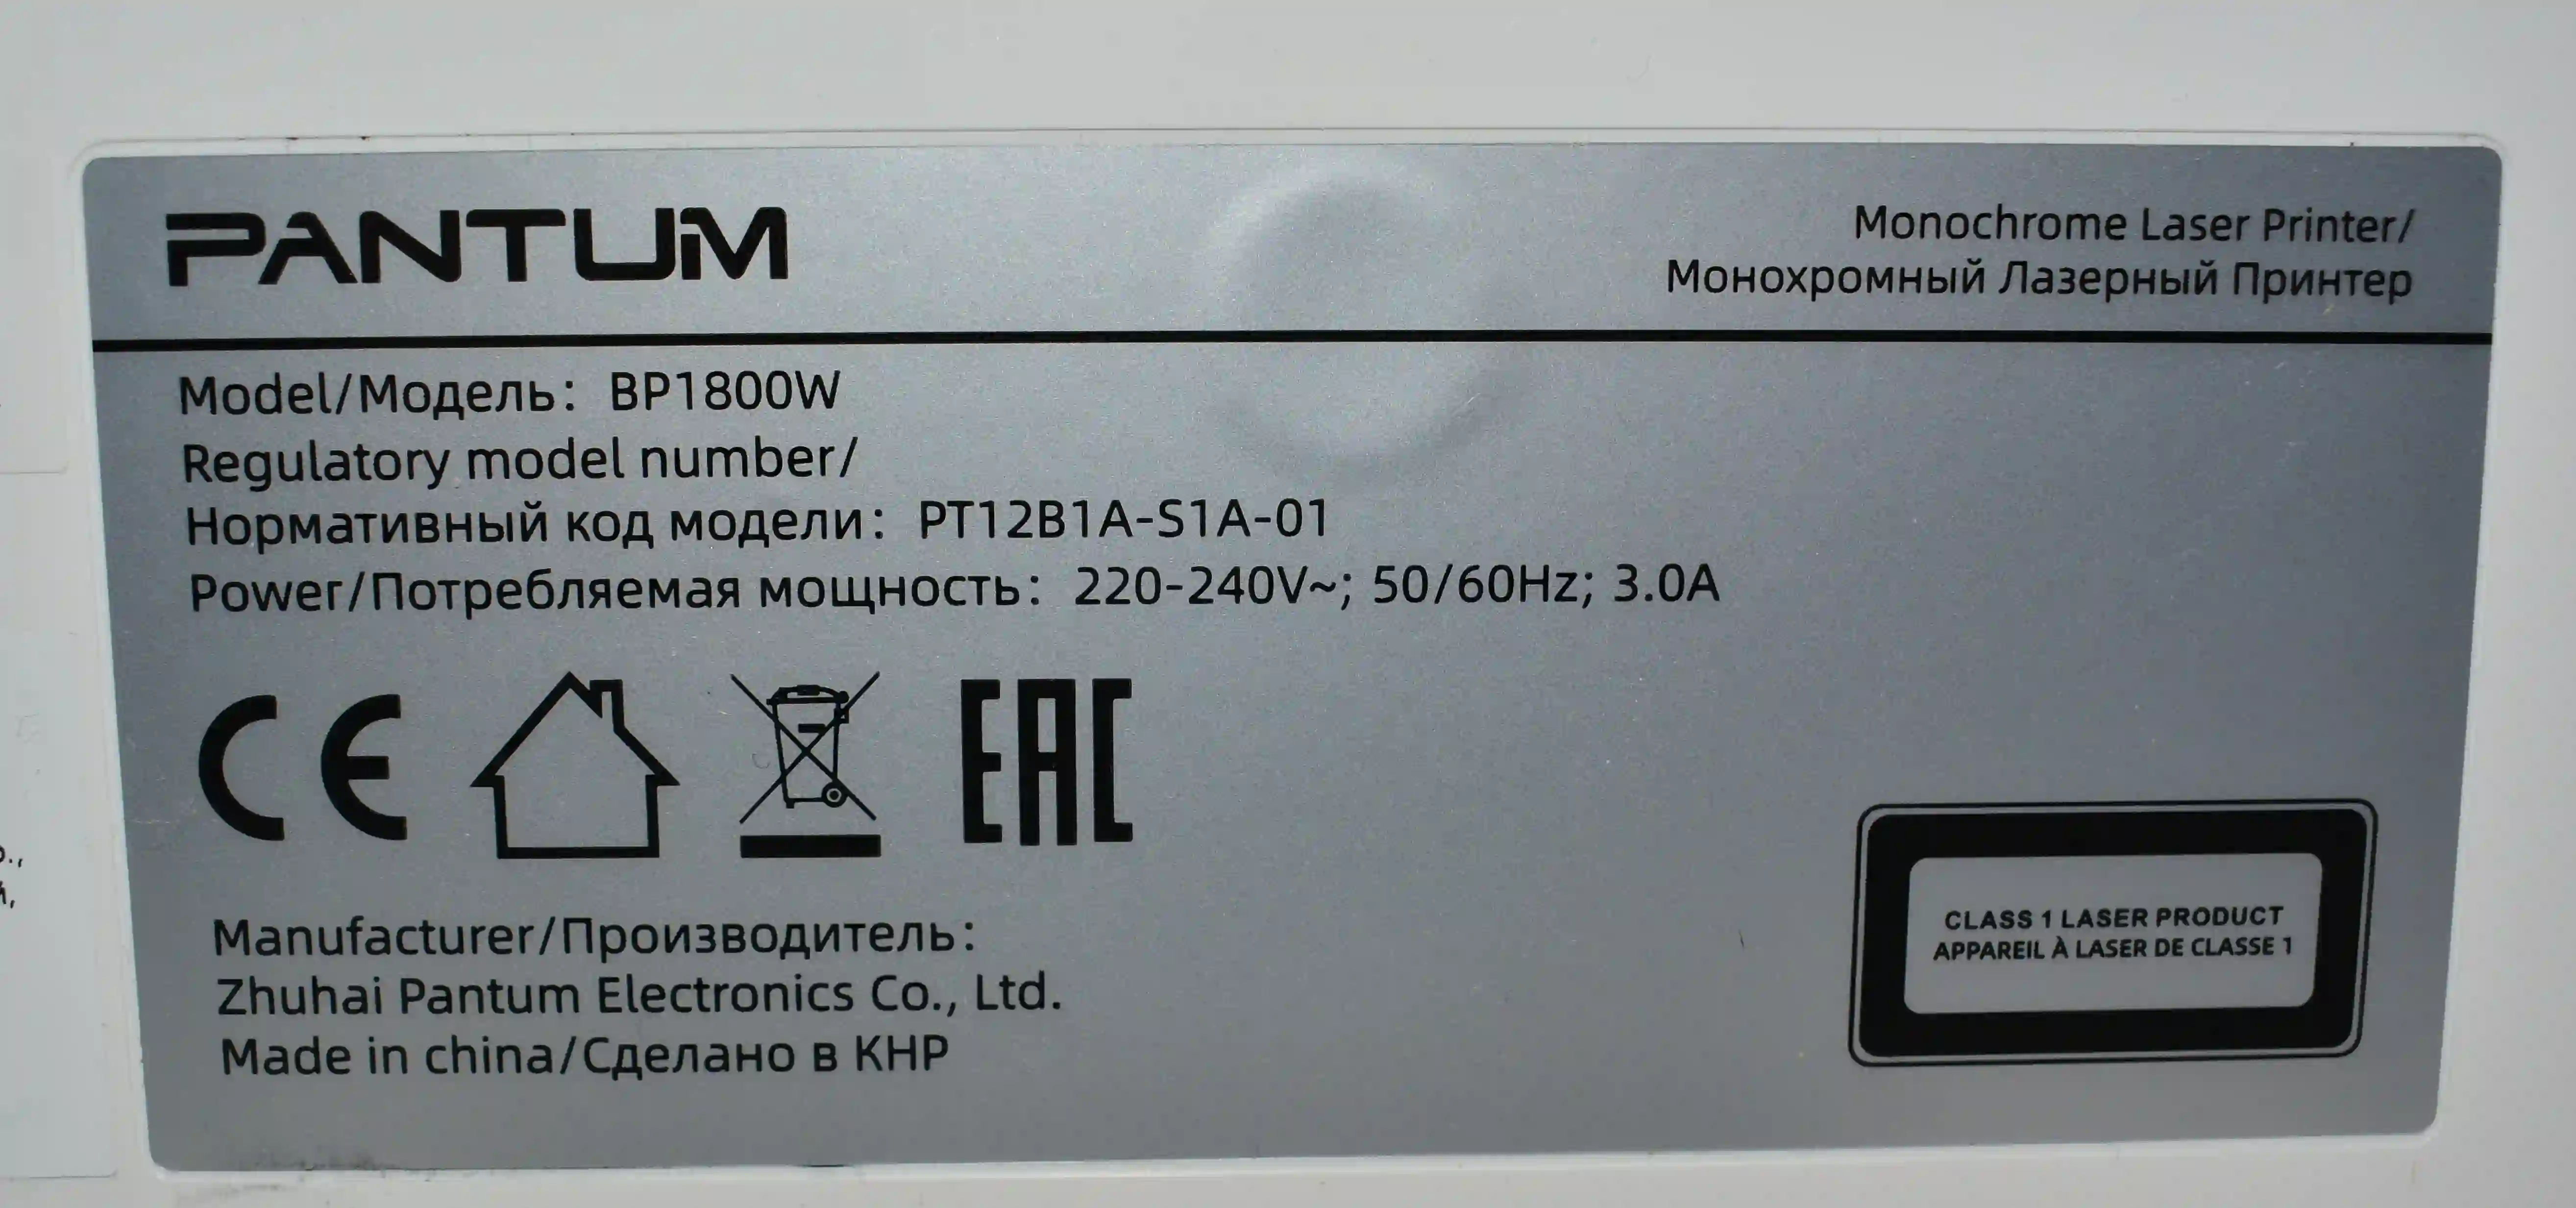 PANTUM
Monochrome Laser Printer/
Монохромный Лазерный Принтер
Model/Модель: BP1800W
Regulatory model number/
Нормативный код модели: PT12B1A-S1A-01
Power/Потребляемая мощность: 220-240V~; 50/60Hz; 3.0A
CE
EAC
Manufacturer/Производитель:
Zhuhai Pantum Electronics Co., Ltd.
Made in china/Сделано в КНР
CLASS 1 LASER PRODUCT
APPAREIL À LASER DE CLASSE 1